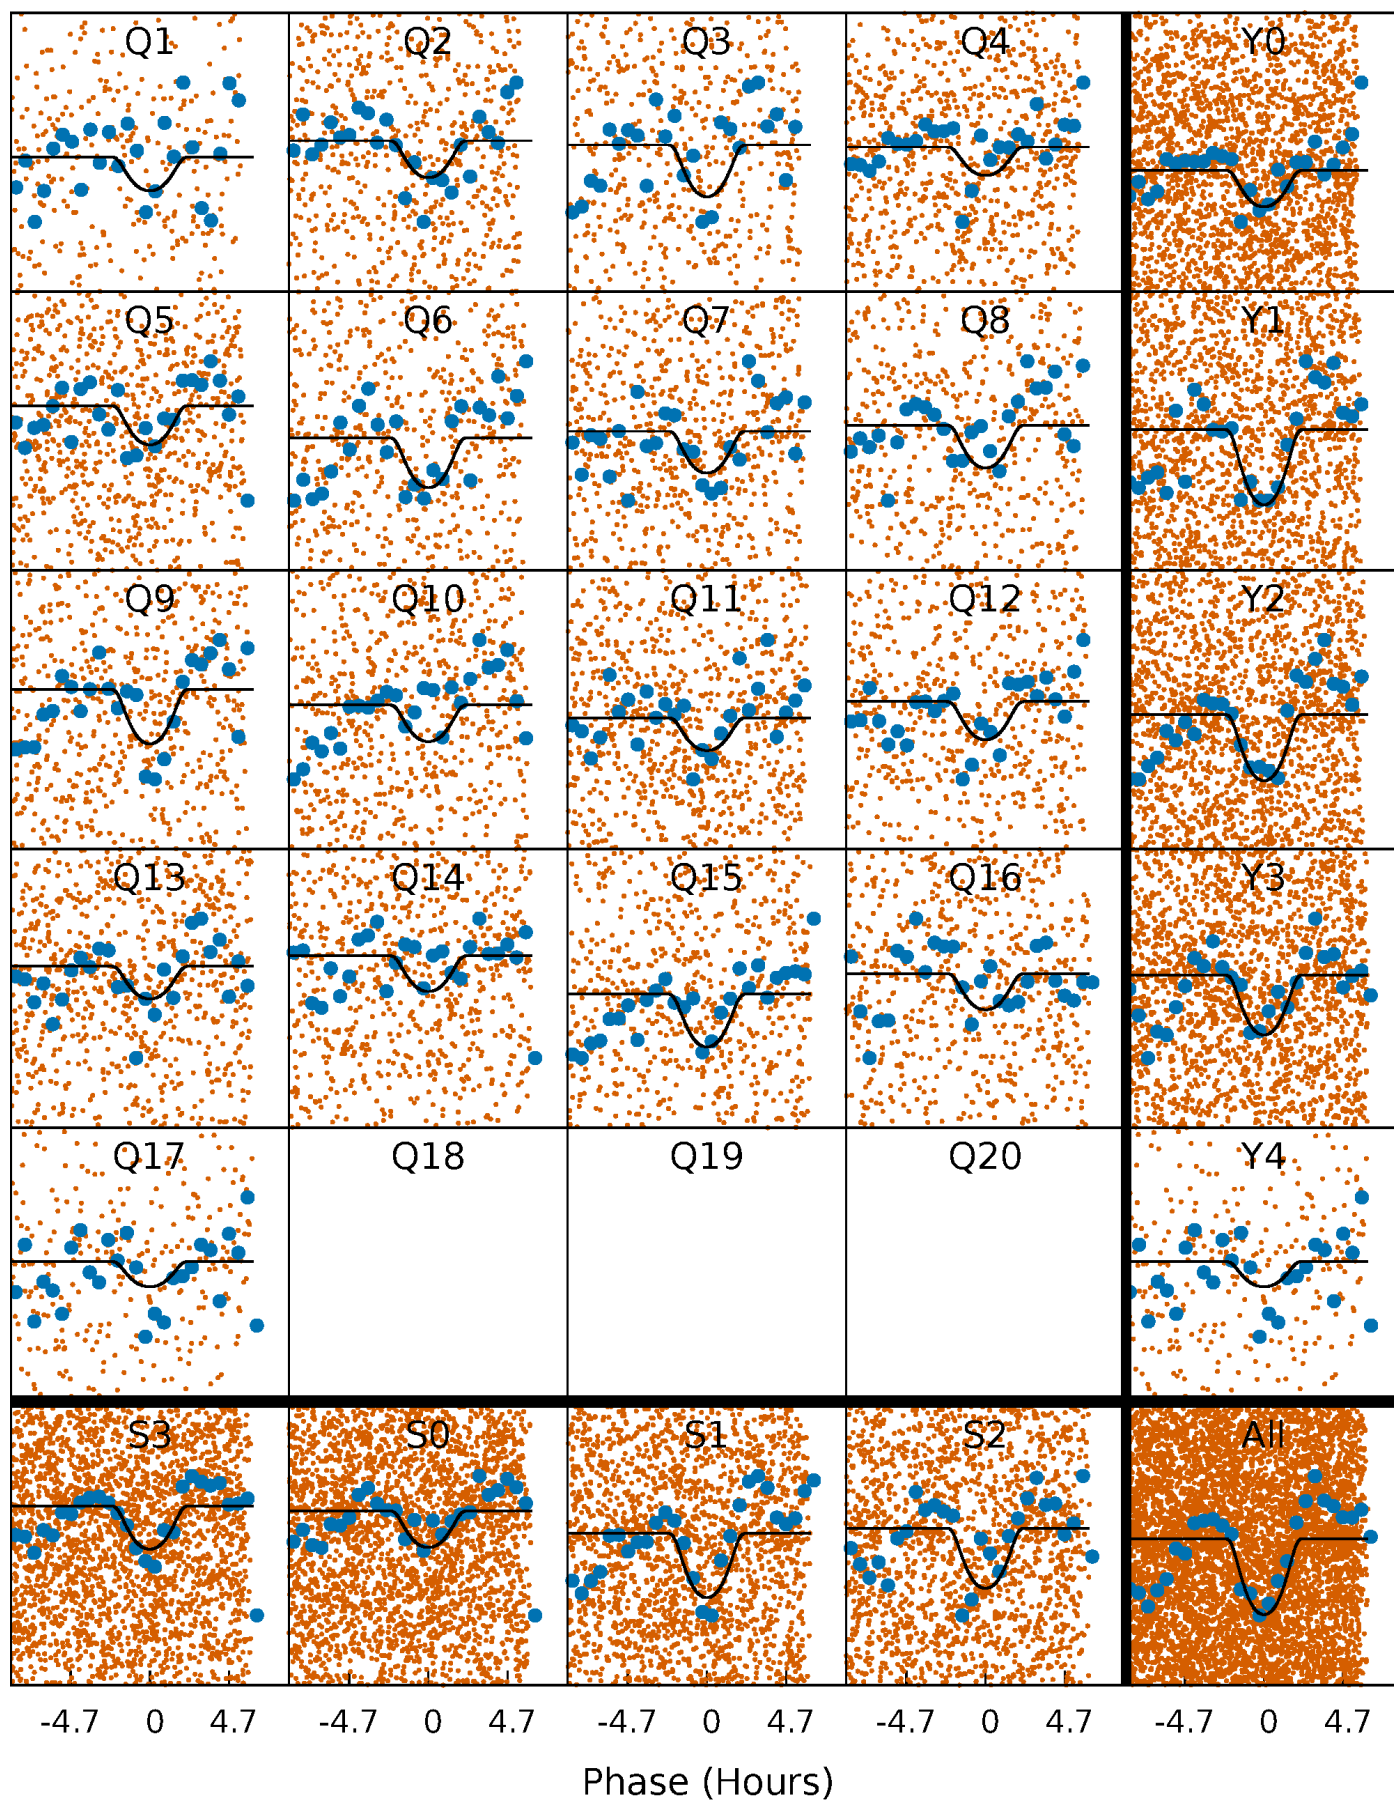 Q1 Q2 Q3 Q4 Y0
Q5 Q6 Q7 Q8 Y1
Q9 Q10 Q11 Q12 Y2
Q13 Q14 Q15 Q16 Y3
Q17 Q18 Q19 Q20 Y4
S3 S0 S1 S2 All
-4.7 0 4.7 -4.7 0 4.7 -4.7 0 4.7 -4.7 0 4.7 -4.7 0 4.7
Phase (Hours)